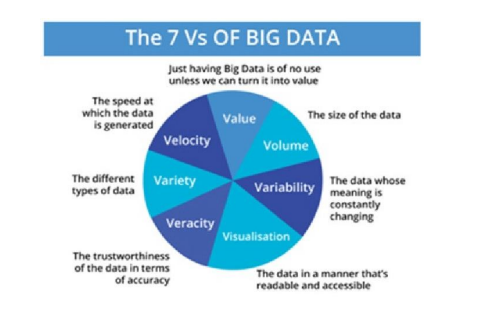 The 7 Vs OF BIG DATA
Just having Big Data is of no use
unless we can turn it into value
Value
The size of the data
Volume
The data whose
meaning is
constantly
changing
Variability
The data in a manner that's
readable and accessible
Visualisation
The trustworthiness
of the data in terms
of accuracy
Veracity
The different
types of data
Variety
The speed at
which the data
is generated
Velocity